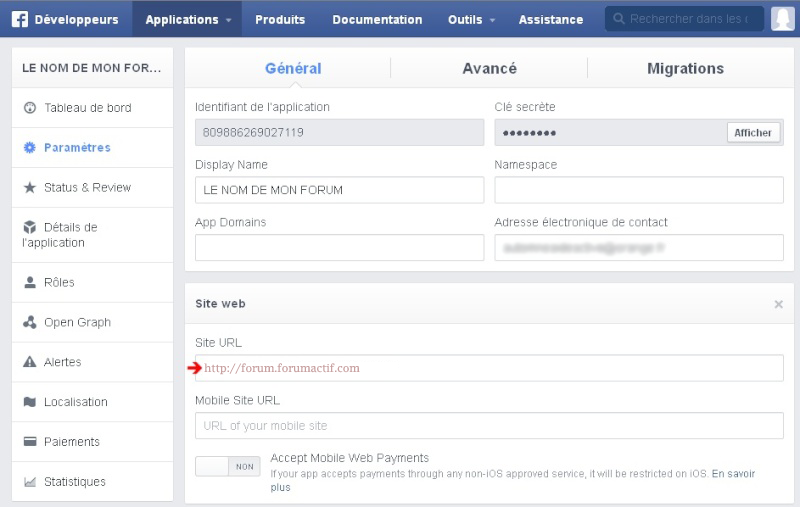 Développeurs Applications Produits Documentation Outils Assistance Rechercher dans les c
LE NOM DE MON FOR...
Tableau de bord
Paramètres
Status & Review
Détails de
l'application
Rôles
Open Graph
Alertes
Localisation
Paiements
Statistiques
Général Avancé Migrations
Identifiant de l'application Clé secrète
809886269027119 •••••••• Afficher
Display Name Namespace
LE NOM DE MON FORUM
App Domains Adresse électronique de contact
Site web
Site URL
http://forum.forumactif.com
Mobile Site URL
URL of your mobile site
NON Accept Mobile Web Payments
If your app accepts payments through any non-iOS approved service, it will be restricted on iOS. En savoir
plus